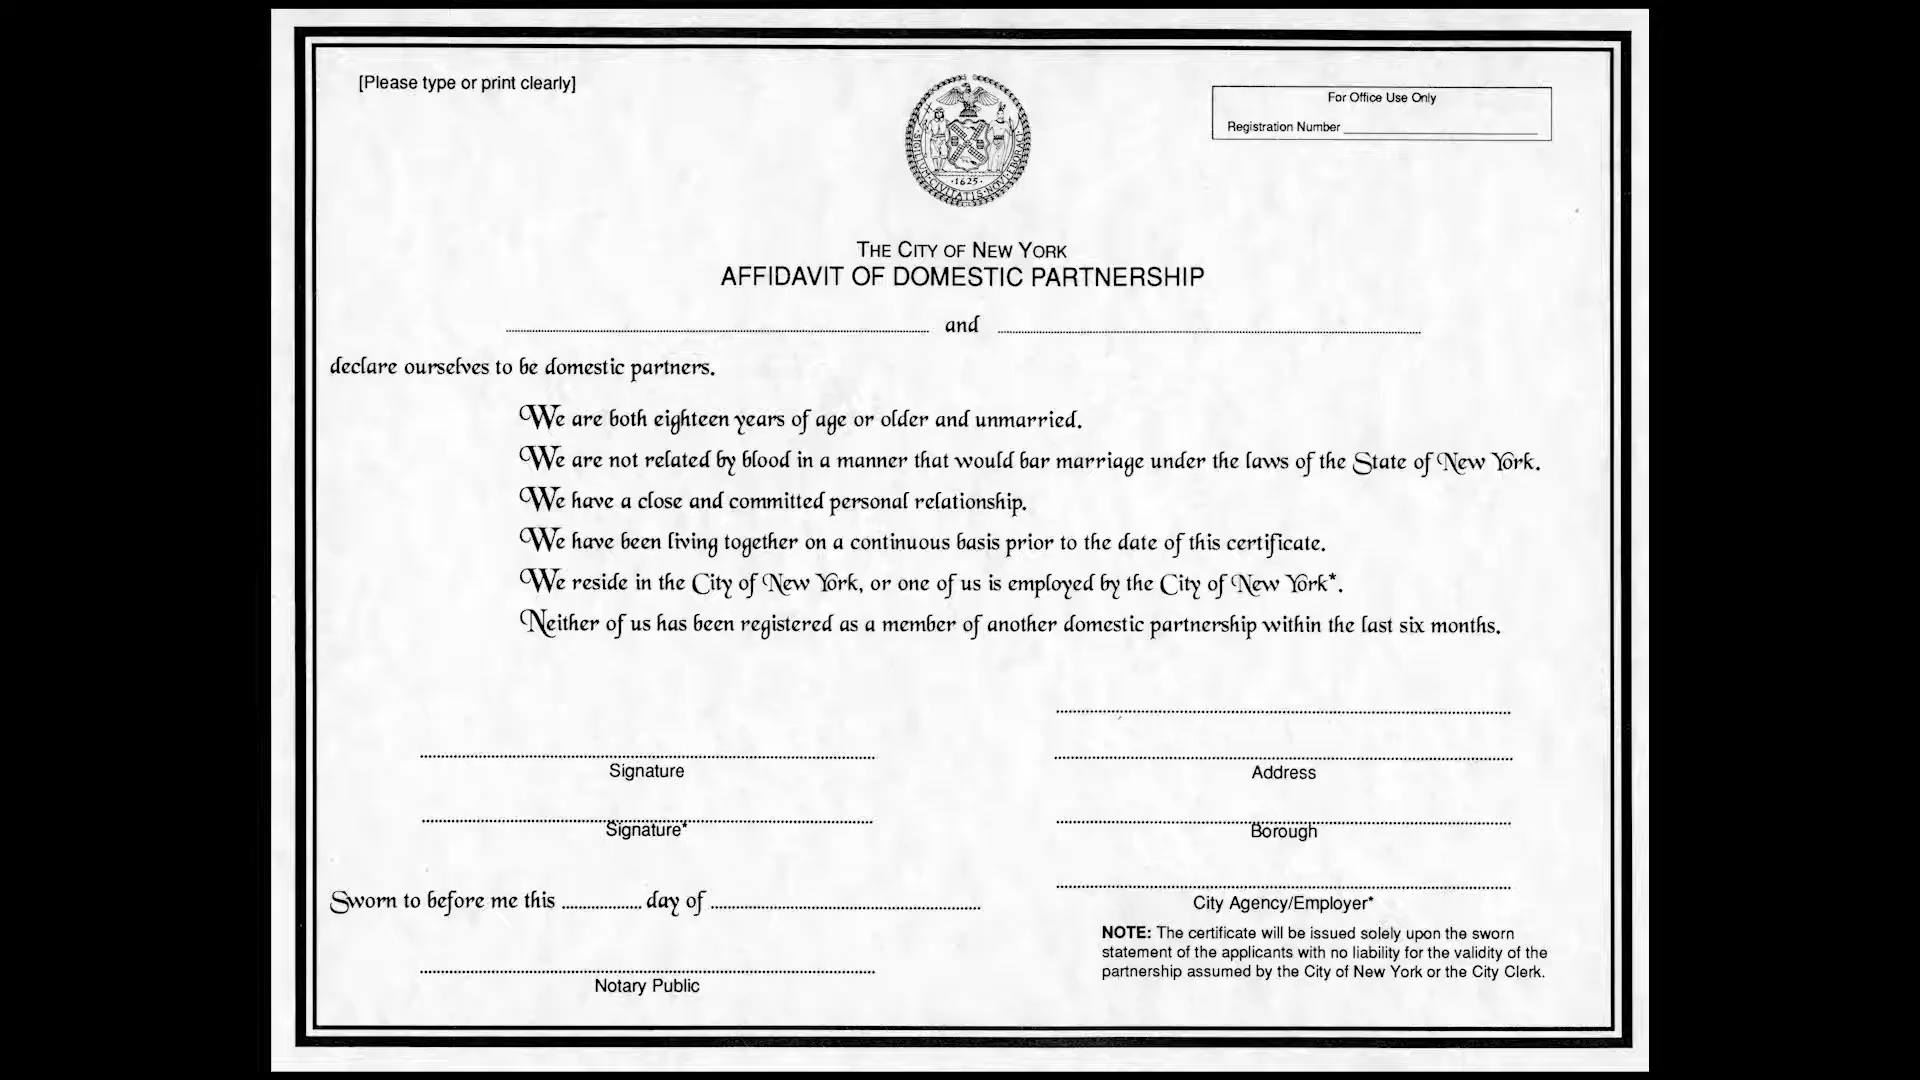 [Please type or print clearly]
For Office Use Only
Registration Number
SIGILLUM·CIVITATIS·NOVI·EBORACI
·1625·
THE CITY OF NEW YORK
AFFIDAVIT OF DOMESTIC PARTNERSHIP
and
declare ourselves to be domestic partners.
We are both eighteen years of age or older and unmarried.
We are not related by blood in a manner that would bar marriage under the laws of the State of New York.
We have a close and committed personal relationship.
We have been living together on a continuous basis prior to the date of this certificate.
We reside in the City of New York, or one of us is employed by the City of New York*.
Neither of us has been registered as a member of another domestic partnership within the last six months.
Signature
Address
Signature*
Borough
Sworn to before me this day of
City Agency/Employer*
NOTE: The certificate will be issued solely upon the sworn
statement of the applicants with no liability for the validity of the
partnership assumed by the City of New York or the City Clerk.
Notary Public